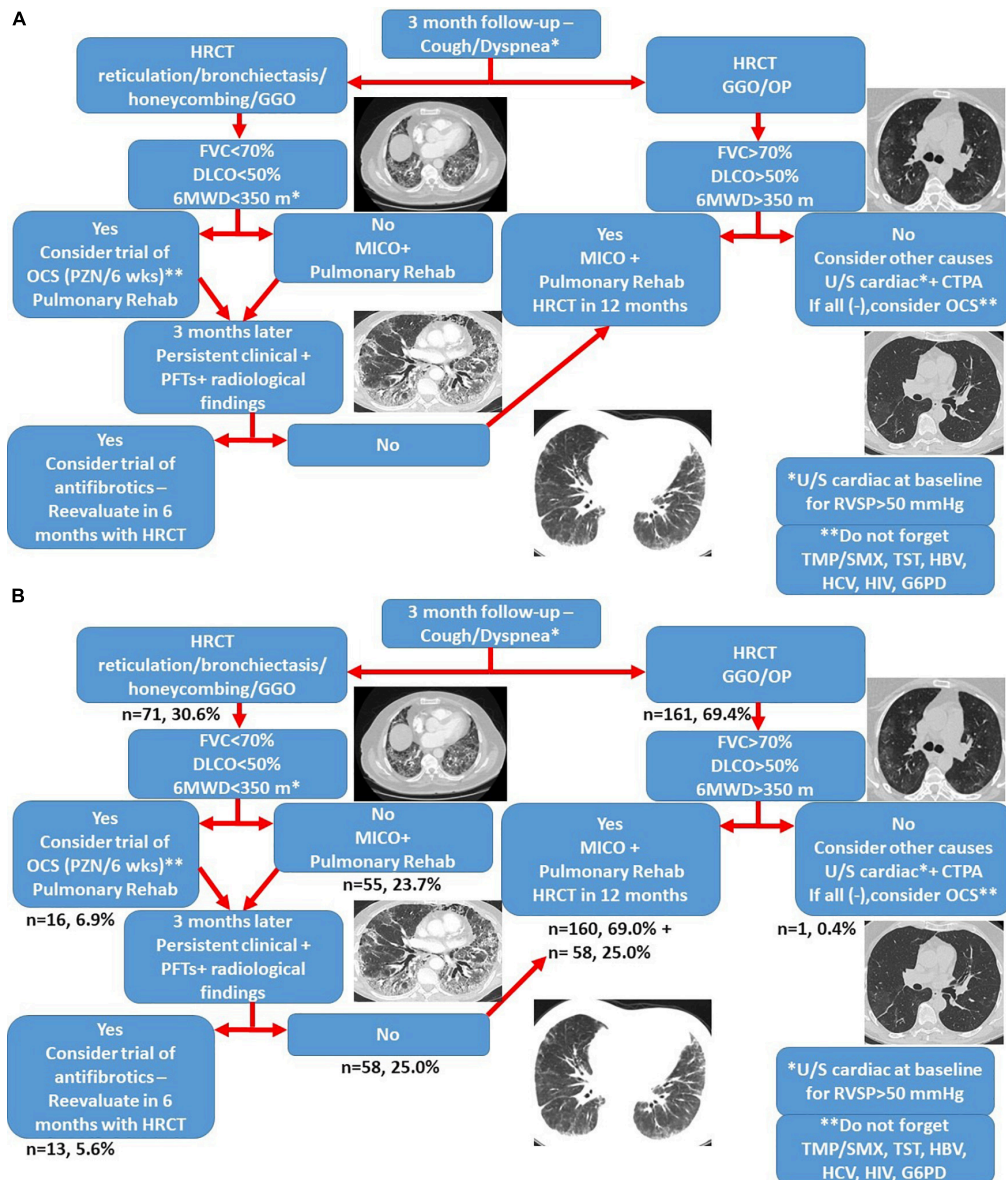 A
3 month follow-up –
Cough/Dyspnea*
HRCT
reticulation/bronchiectasis/
honeycombing/GGO
HRCT
GGO/OP
FVC<70%
DLCO<50%
6MWD<350 m*
FVC>70%
DLCO>50%
6MWD>350 m
Yes
Consider trial of
OCS (PZN/6 wks)**
Pulmonary Rehab
No
MICO+
Pulmonary Rehab
Yes
MICO +
Pulmonary Rehab
HRCT in 12 months
No
Consider other causes
U/S cardiac*+ CTPA
If all (-),consider OCS**
3 months later
Persistent clinical +
PFTs+ radiological
findings
Yes
Consider trial of
antifibrotics –
Reevaluate in 6
months with HRCT
No
*U/S cardiac at baseline
for RVSP>50 mmHg
**Do not forget
TMP/SMX, TST, HBV,
HCV, HIV, G6PD
B
3 month follow-up –
Cough/Dyspnea*
HRCT
reticulation/bronchiectasis/
honeycombing/GGO
n=71, 30.6%
HRCT
GGO/OP
n=161, 69.4%
FVC<70%
DLCO<50%
6MWD<350 m*
FVC>70%
DLCO>50%
6MWD>350 m
Yes
Consider trial of
OCS (PZN/6 wks)**
Pulmonary Rehab
n=16, 6.9%
No
MICO+
Pulmonary Rehab
n=55, 23.7%
Yes
MICO +
Pulmonary Rehab
HRCT in 12 months
n=160, 69.0% +
n= 58, 25.0%
No
Consider other causes
U/S cardiac*+ CTPA
If all (-),consider OCS**
n=1, 0.4%
3 months later
Persistent clinical +
PFTs+ radiological
findings
Yes
Consider trial of
antifibrotics –
Reevaluate in 6
months with HRCT
n=13, 5.6%
No
n=58, 25.0%
*U/S cardiac at baseline
for RVSP>50 mmHg
**Do not forget
TMP/SMX, TST, HBV,
HCV, HIV, G6PD